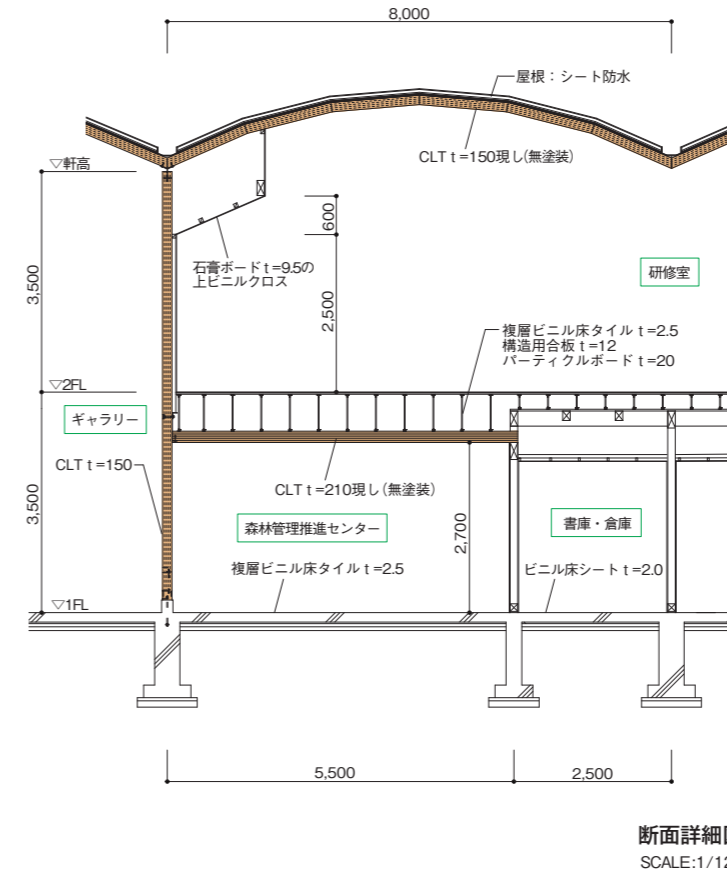 8,000
屋根：シート防水
CLT t=150現し(無塗装)
▽軒高
600
石膏ボード t=9.5の
上ビニルクロス
3,500
2,500
研修室
複層ビニル床タイル t=2.5
構造用合板 t=12
パーティクルボード t=20
▽2FL
ギャラリー
CLT t=150
CLT t=210現し(無塗装)
3,500
2,700
森林管理推進センター
書庫・倉庫
複層ビニル床タイル t=2.5
ビニル床シート t=2.0
▽1FL
5,500
2,500
断面詳細
SCALE:1/12